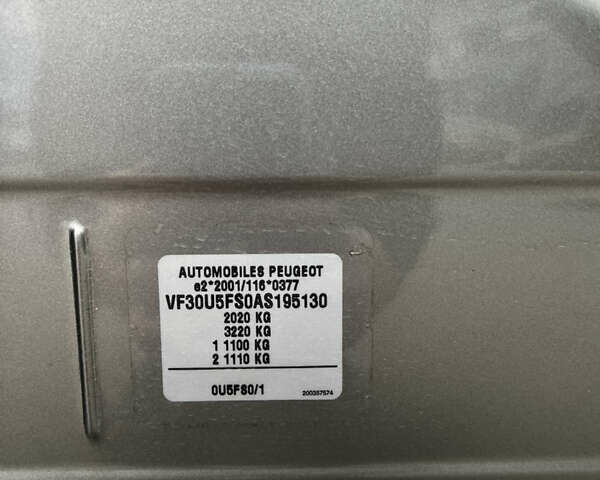 AUTOMOBILES PEUGEOT
e2*2001/116*0377
VF30U5FS0AS195130
2020 KG
3220 KG
1 1100 KG
2 1110 KG
0U5FS0/1
200357574